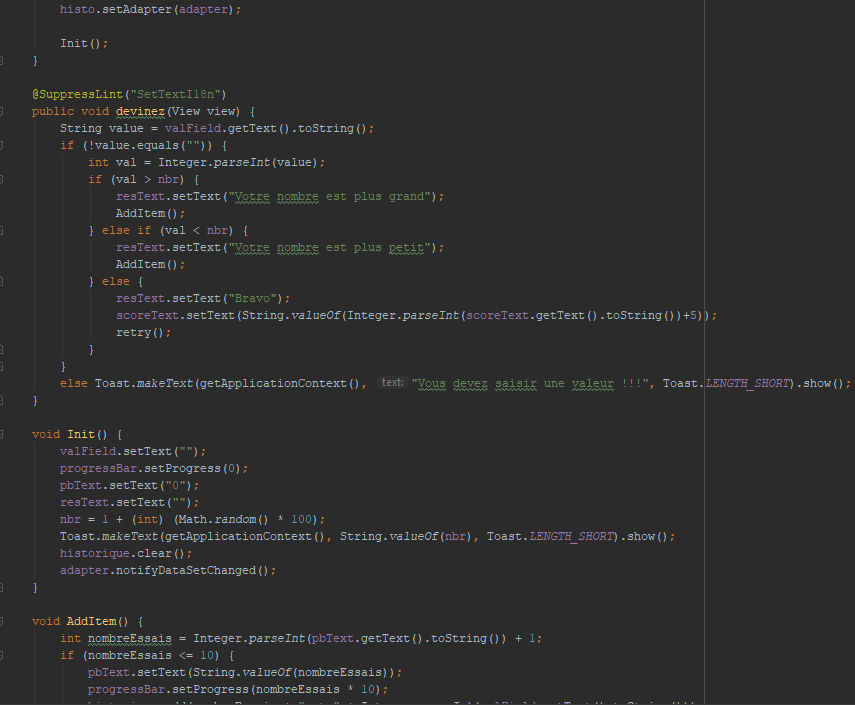 histo.setAdapter(adapter);
Init();
}
@SuppressLint("SetTextI18n")
public void devinez(View view) {
String value = valField.getText().toString();
if (!value.equals("")) {
int val = Integer.parseInt(value);
if (val > nbr) {
resText.setText("Votre nombre est plus grand");
AddItem();
} else if (val < nbr) {
resText.setText("Votre nombre est plus petit");
AddItem();
} else {
resText.setText("Bravo");
scoreText.setText(String.valueOf(Integer.parseInt(scoreText.getText().toString())+5));
retry();
}
}
else Toast.makeText(getApplicationContext(), text: "Vous devez saisir une valeur !!!", Toast.LENGTH_SHORT).show();
}
void Init() {
valField.setText("");
progressBar.setProgress(0);
pbText.setText("0");
resText.setText("");
nbr = 1 + (int) (Math.random() * 100);
Toast.makeText(getApplicationContext(), String.valueOf(nbr), Toast.LENGTH_SHORT).show();
historique.clear();
adapter.notifyDataSetChanged();
}
void AddItem() {
int nombreEssais = Integer.parseInt(pbText.getText().toString()) + 1;
if (nombreEssais <= 10) {
pbText.setText(String.valueOf(nombreEssais));
progressBar.setProgress(nombreEssais * 10);